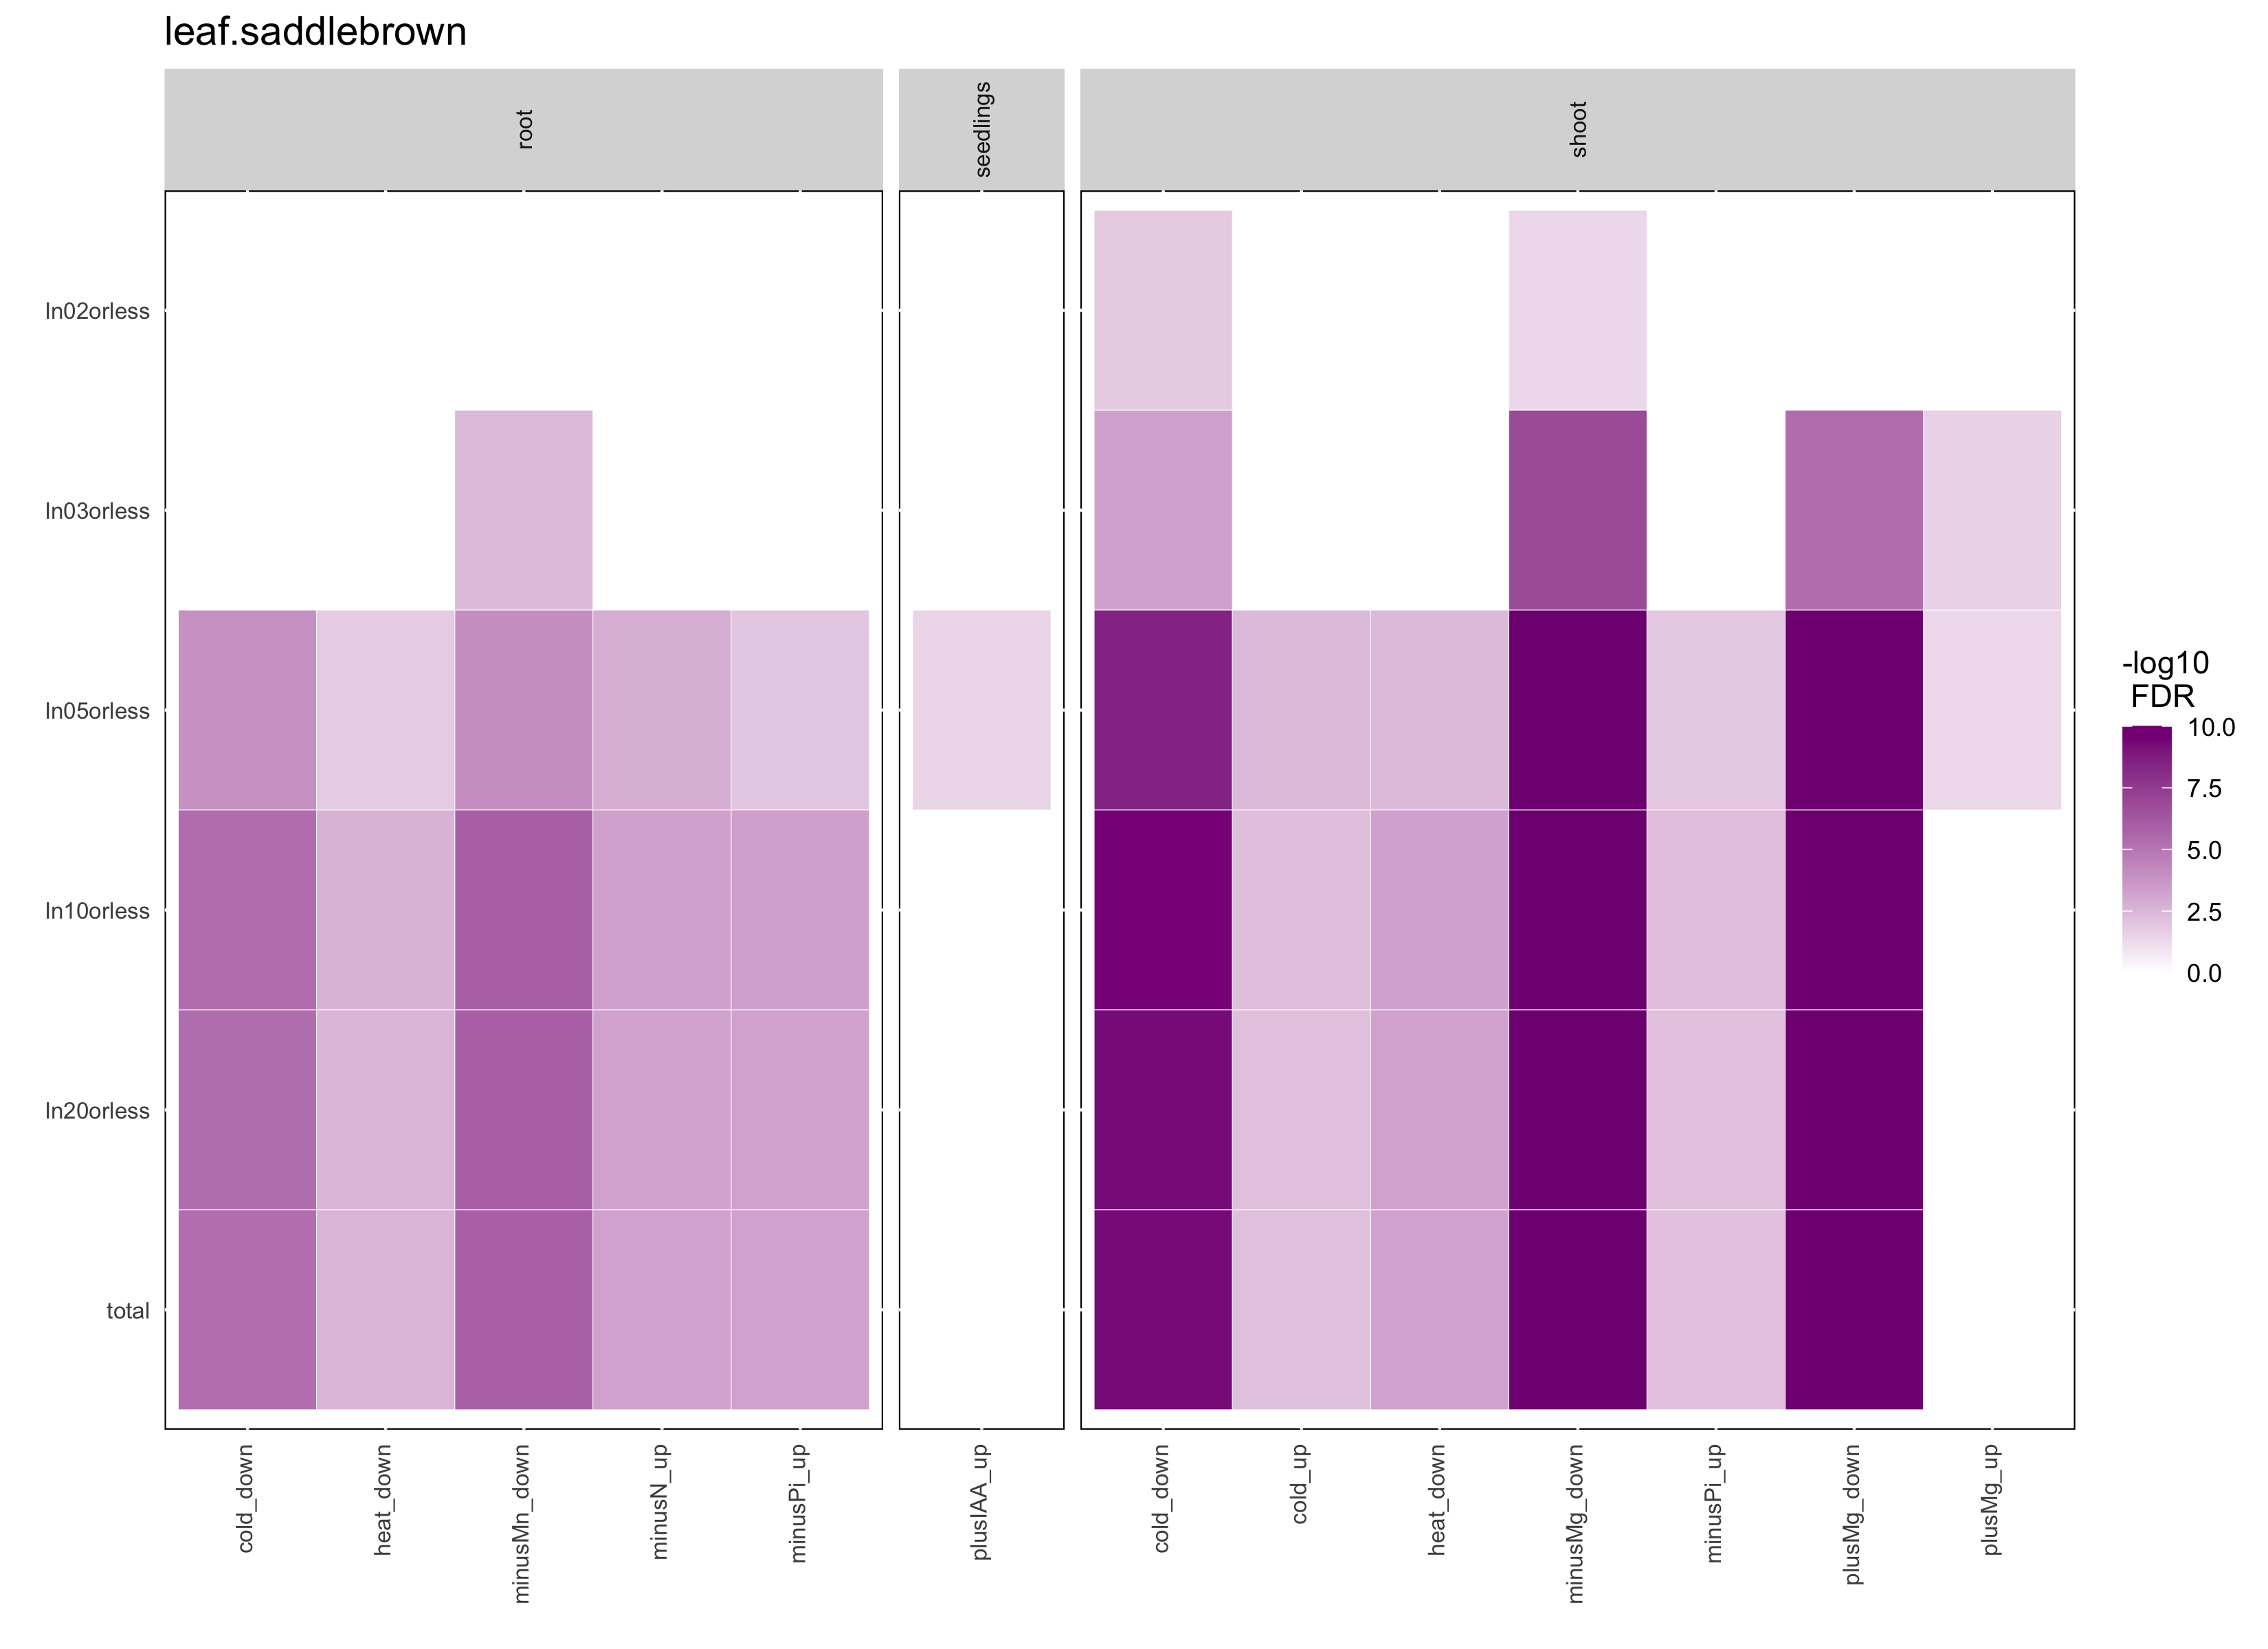 leaf.saddlebrown
root
seedlings
shoot
In02orless
In03orless
In05orless
In10orless
In20orless
total
cold_down
heat_down
minusMn_down
minusN_up
minusPi_up
plusIAA_up
cold_down
cold_up
heat_down
minusMg_down
minusPi_up
plusMg_down
plusMg_up
-log10
FDR
10.0
7.5
5.0
2.5
0.0